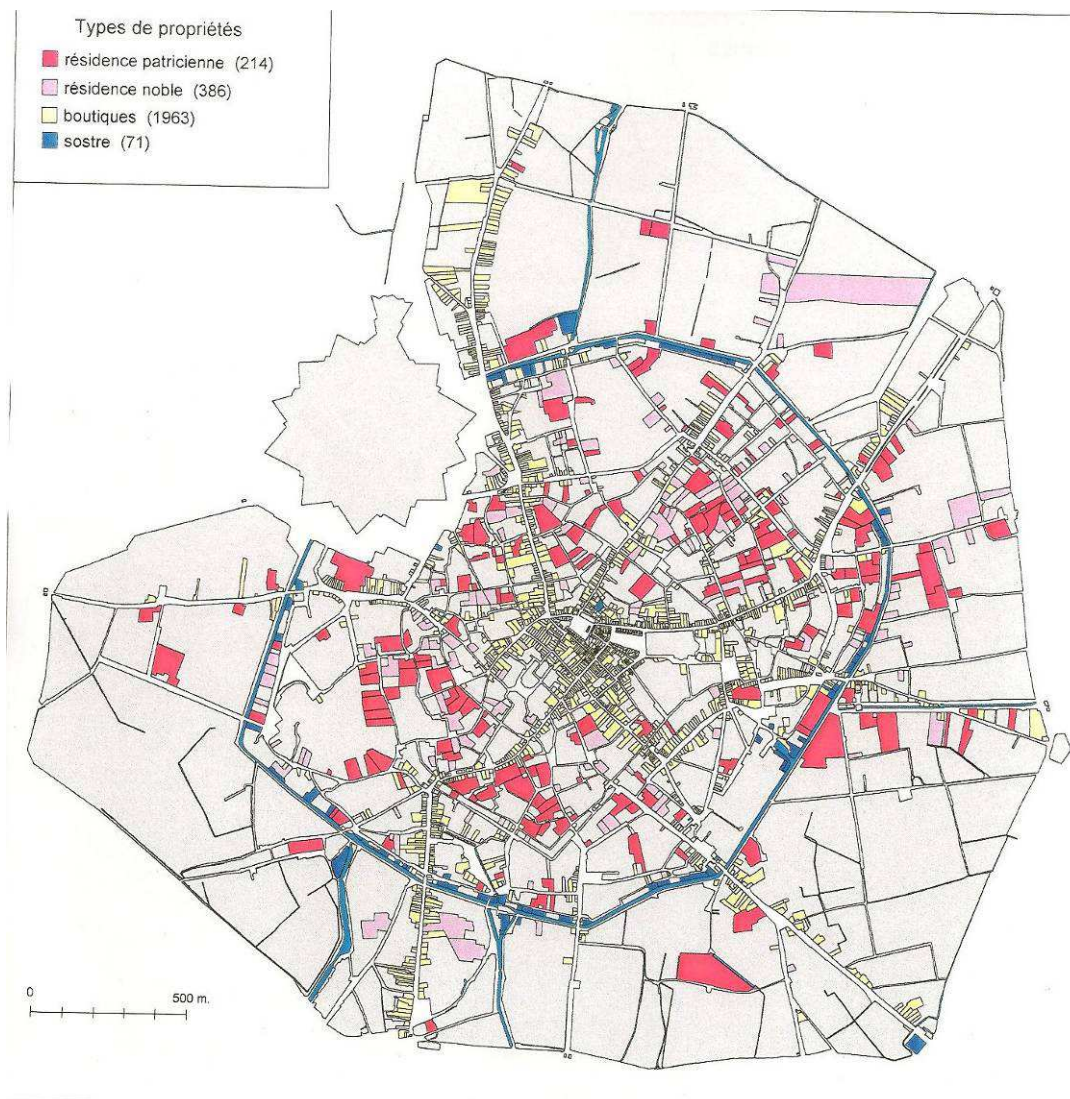 Types de propriétés
résidence patricienne (214)
résidence noble (386)
boutiques (1963)
sostre (71)
0 500 m.